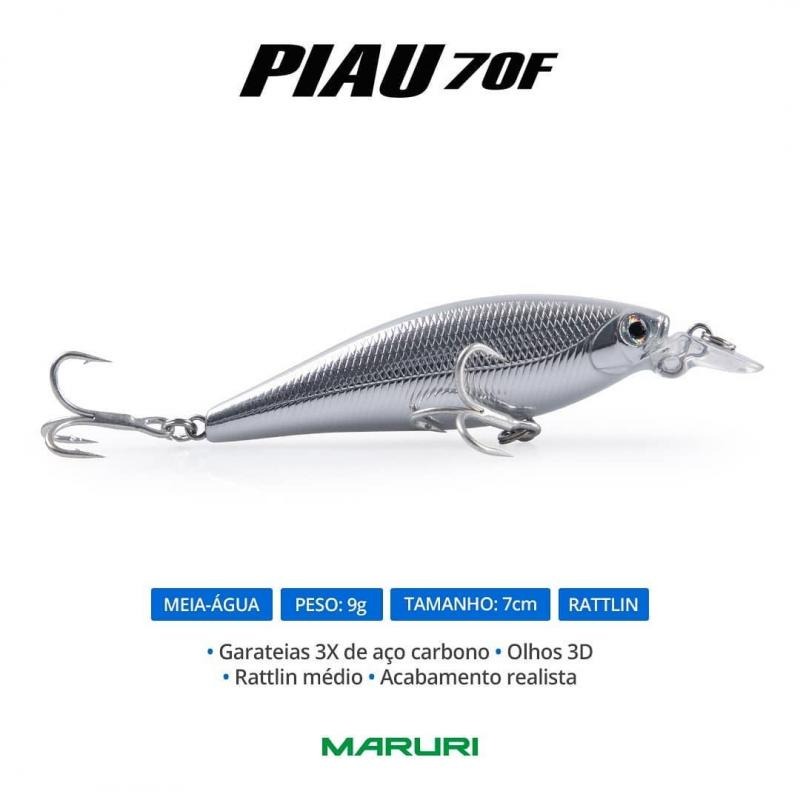 PIAU 70F
MEIA-ÁGUA PESO: 9g TAMANHO: 7cm RATTLIN
• Garateias 3X de aço carbono • Olhos 3D
• Rattlin médio • Acabamento realista
MARURI